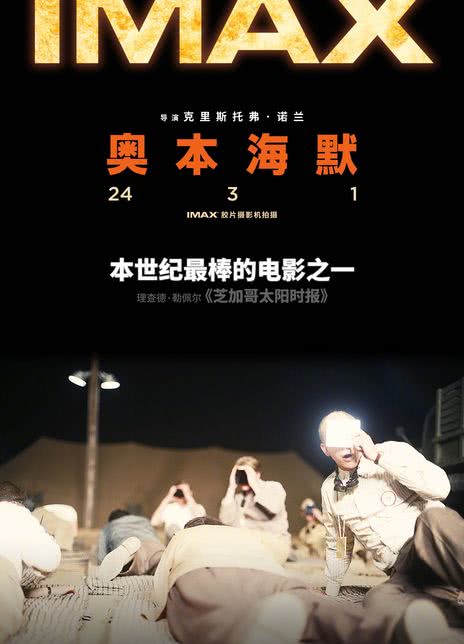 IMAX
导演 克里斯托弗·诺兰
奥本海默
24 3 1
IMAX 胶片摄影机拍摄
本世纪最棒的电影之一
理查德·勒佩尔《芝加哥太阳时报》